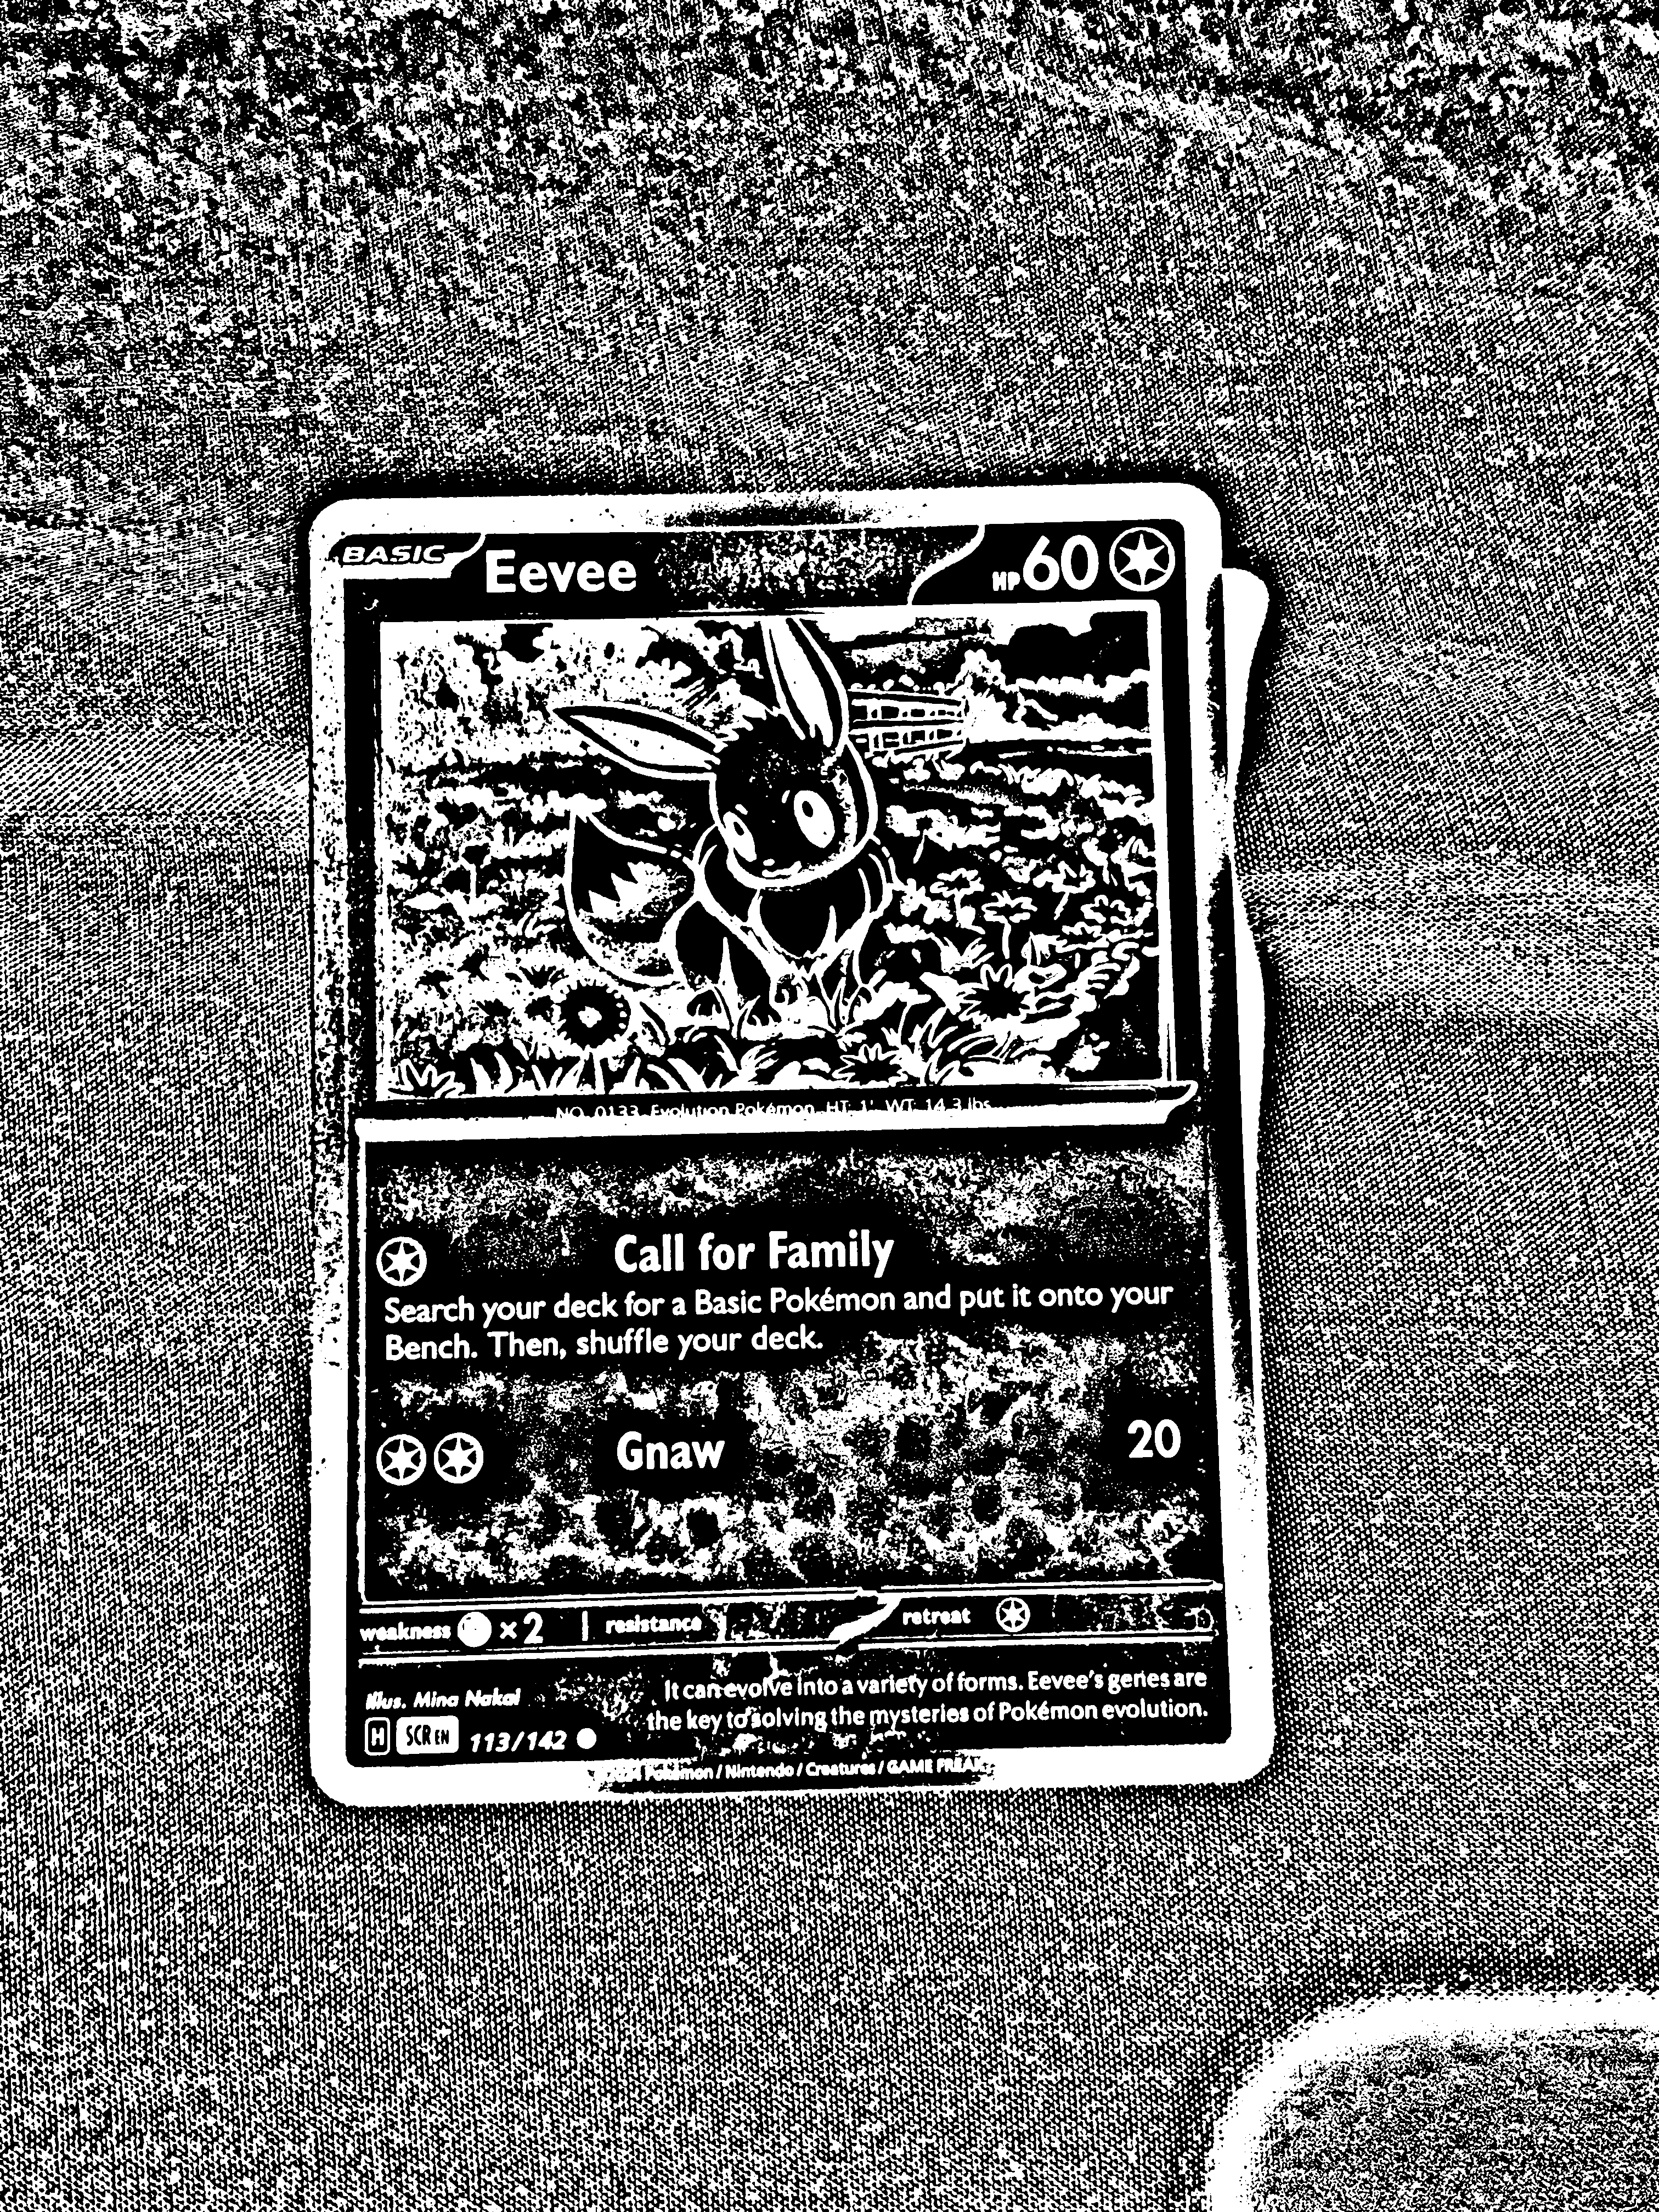 BASIC Eevee HP 60
NO. 0133 Evolution Pokémon HT: 1' WT: 14.3 lbs.
Call for Family
Search your deck for a Basic Pokémon and put it onto your
Bench. Then, shuffle your deck.
Gnaw 20
weakness ×2 resistance retreat
Illus. Mina Nakai
It can evolve into a variety of forms. Eevee's genes are
the key to solving the mysteries of Pokémon evolution.
H SCR EN 113/142
Pokémon / Nintendo / Creatures / GAME FREAK